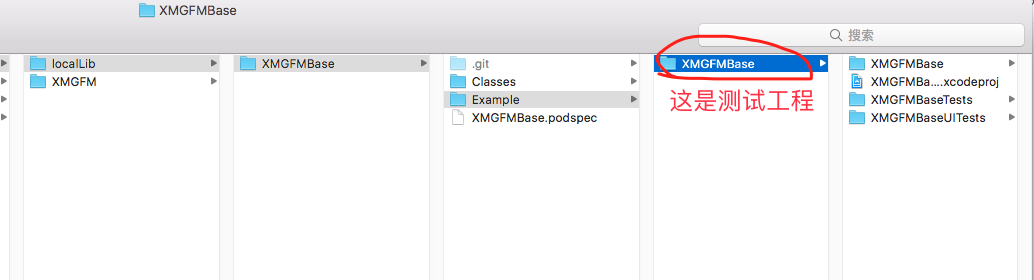 XMGFMBase
搜索
localLib
XMGFM
XMGFMBase
.git
Classes
Example
XMGFMBase.podspec
XMGFMBase
这是测试工程
XMGFMBase
XMGFMBa....xcodeproj
XMGFMBaseTests
XMGFMBaseUITests